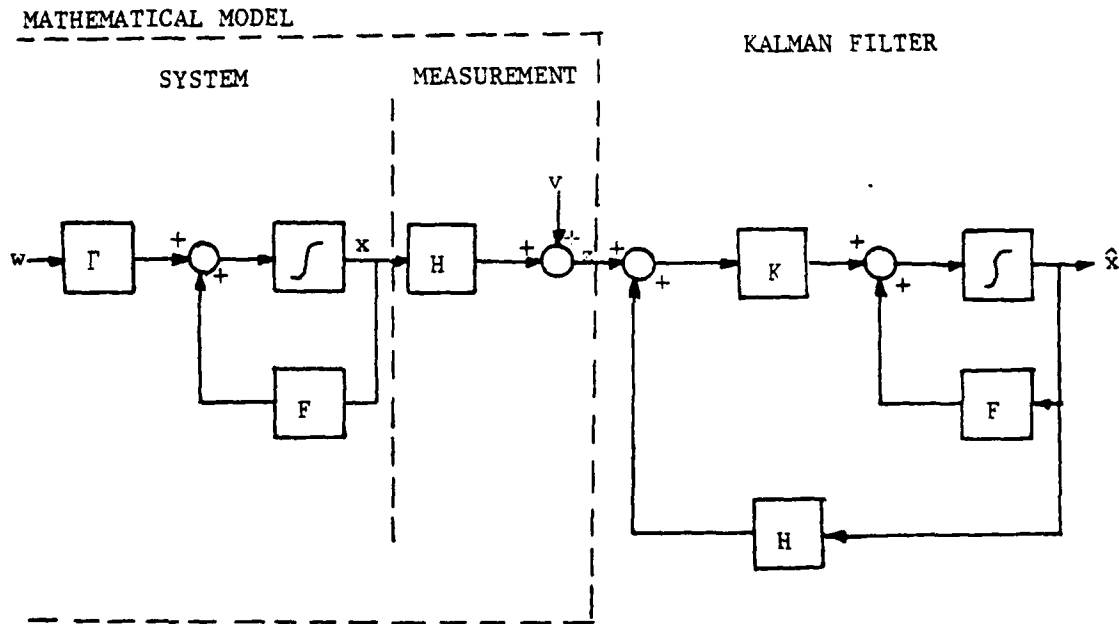 MATHEMATICAL MODEL
KALMAN FILTER
SYSTEM
MEASUREMENT
w
Γ
+
+
∫
x
F
H
+
+
v
+
+
K
+
+
∫
x̂
F
H